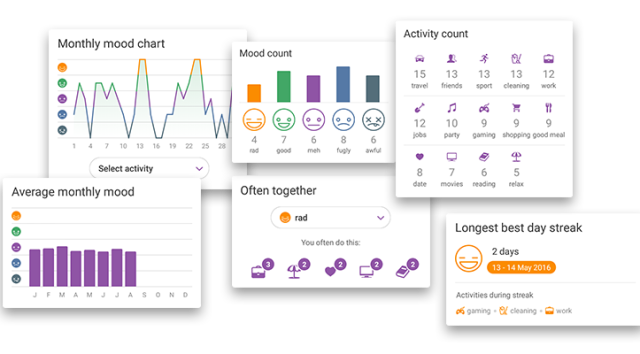 Monthly mood chart
1 4 7 10 13 16 19 22 25 28
Select activity
Average monthly mood
J F M A M J J A S O N D
Mood count
4 7 6 8 6
rad good meh fugly awful
Often together
rad
You often do this:
3 2 2 2 2
Activity count
15 13 13 13 12
travel friends sport cleaning work
12 10 9 9 9
jobs party gaming shopping good meal
8 7 6 5
date movies reading relax
Longest best day streak
2 days
13 - 14 May 2016
Activities during streak
gaming + cleaning + work